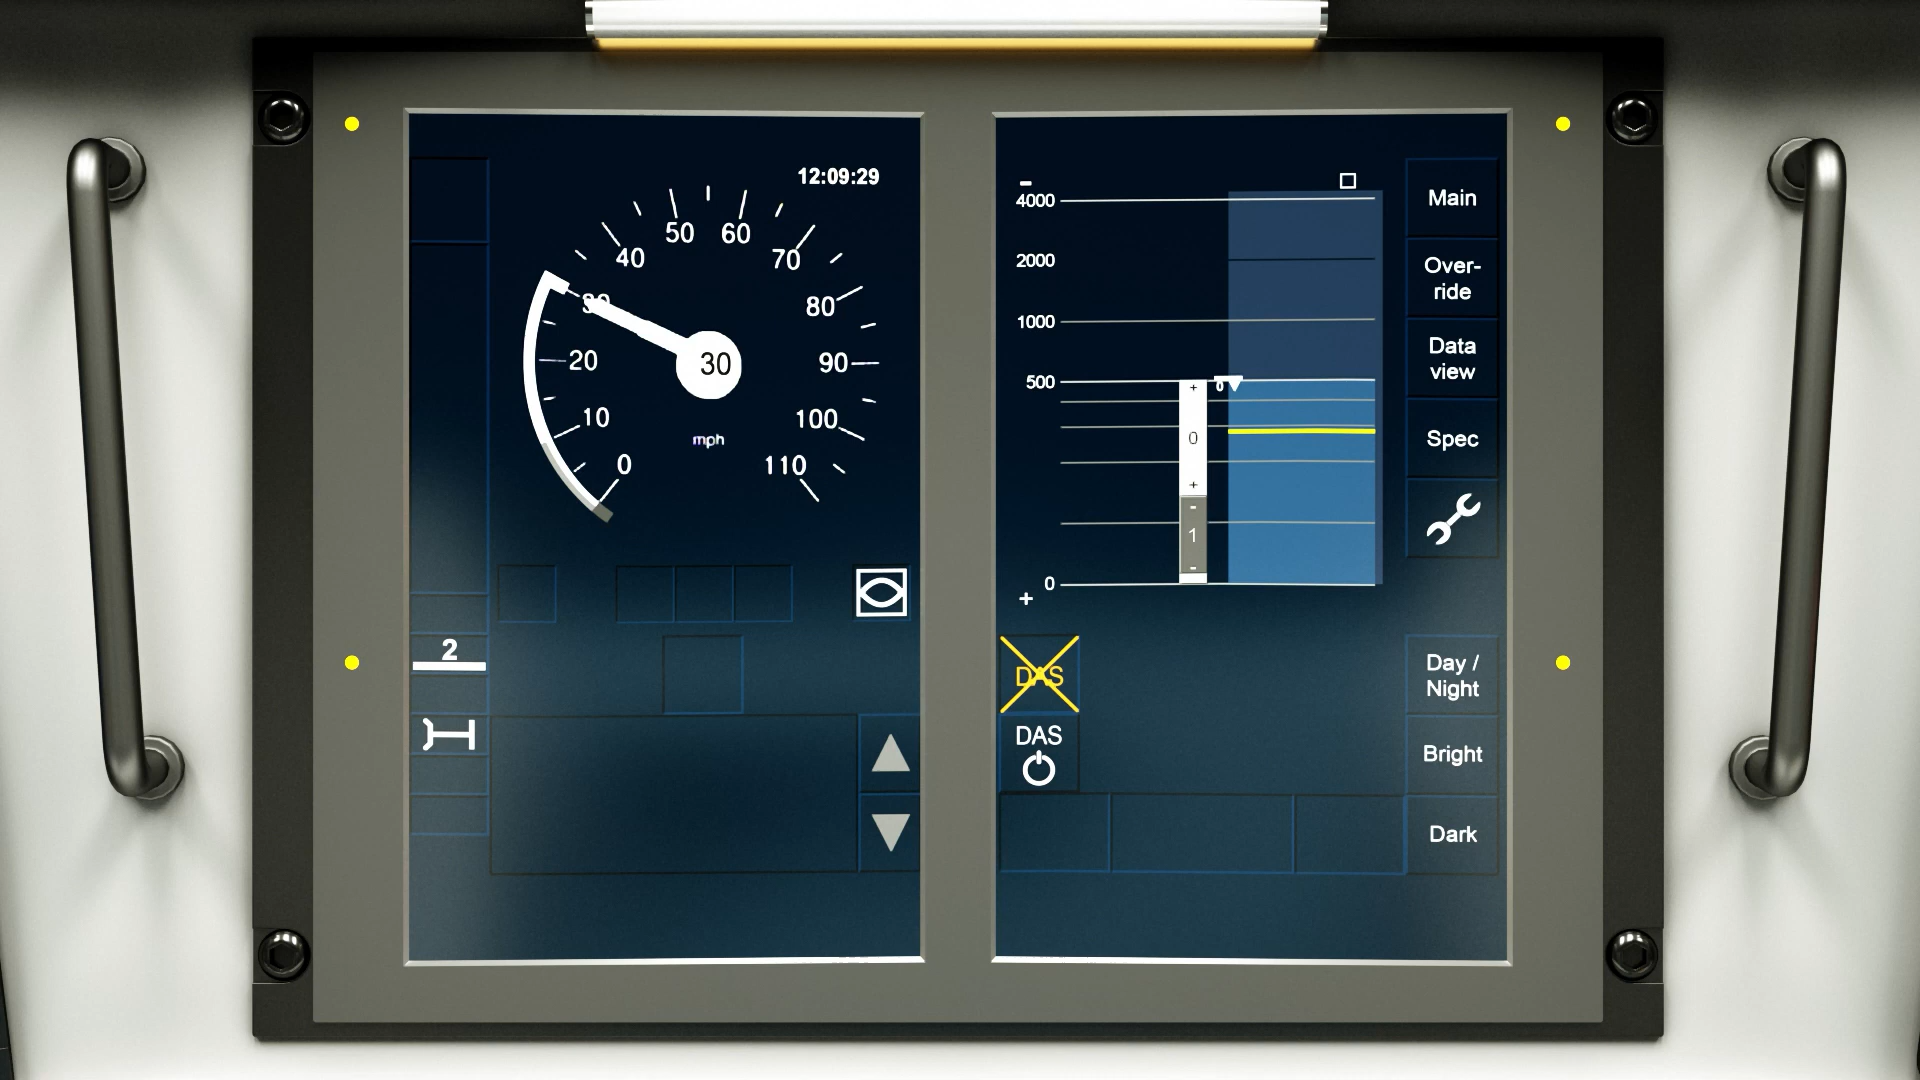 12:09:29
50
60
40
70
30
80
20
30
90
10
100
mph
0
110
2
4000
2000
1000
500
0
+
0
+
-
1
-
0
+
DAS
DAS
Main
Over-
ride
Data
view
Spec
Day /
Night
Bright
Dark